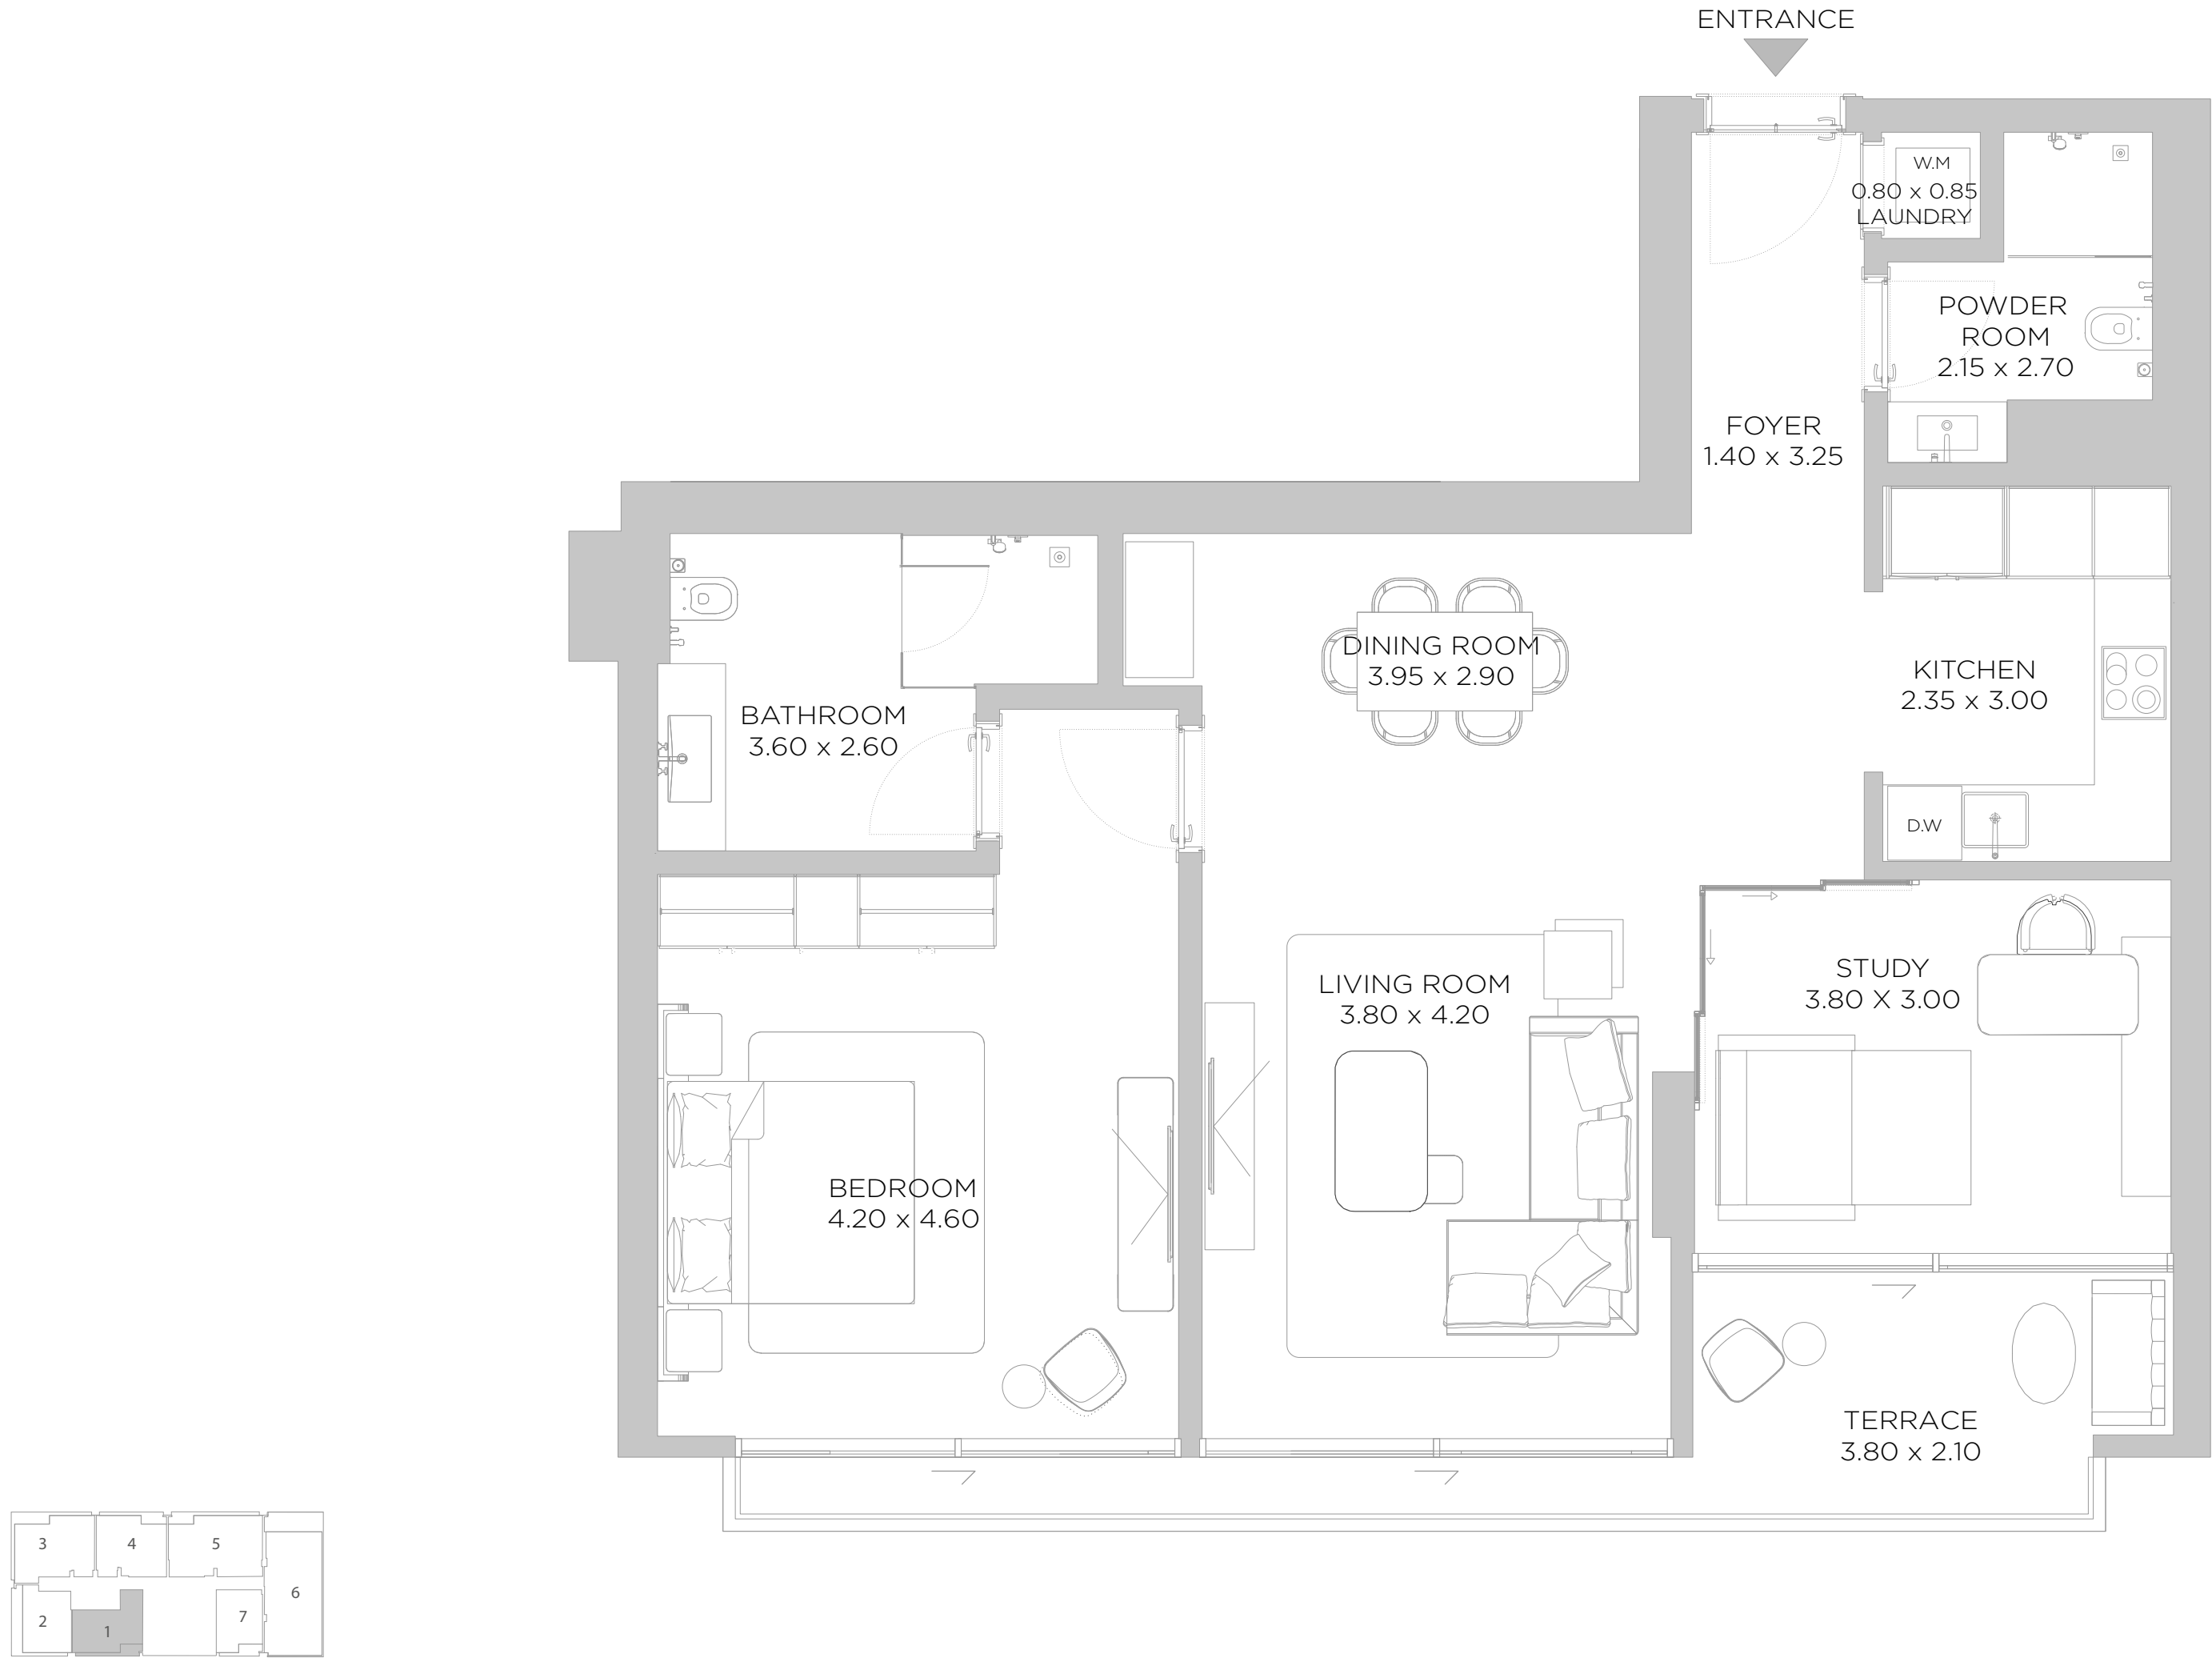 ENTRANCE
W.M
0.80 x 0.85
LAUNDRY
POWDER
ROOM
2.15 x 2.70
FOYER
1.40 x 3.25
DINING ROOM
3.95 x 2.90
KITCHEN
2.35 x 3.00
BATHROOM
3.60 x 2.60
D.W
LIVING ROOM
3.80 x 4.20
STUDY
3.80 X 3.00
BEDROOM
4.20 x 4.60
TERRACE
3.80 x 2.10
3
4
5
6
2
1
7